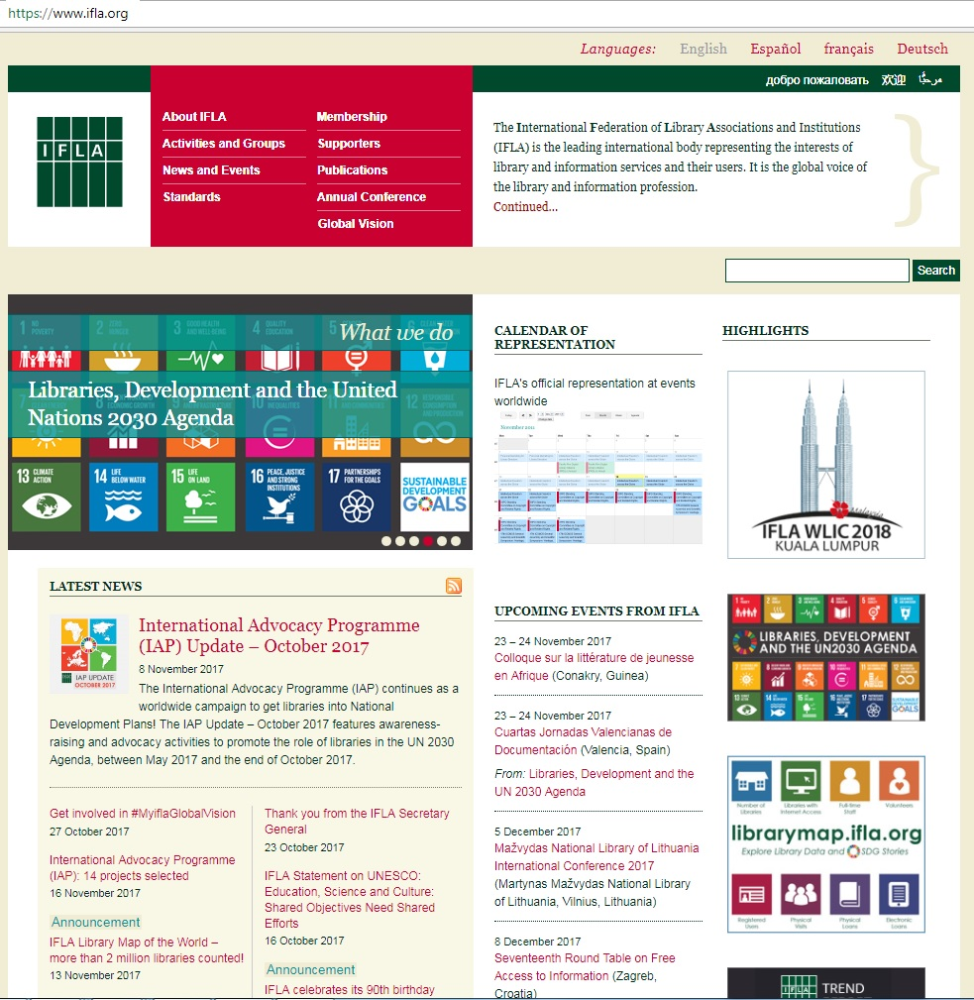 https://www.ifla.org
Languages: English Español français Deutsch
добро пожаловать 欢迎 مرحبًا
IFLA
About IFLA
Activities and Groups
News and Events
Standards
Membership
Supporters
Publications
Annual Conference
Global Vision
The International Federation of Library Associations and Institutions
(IFLA) is the leading international body representing the interests of
library and information services and their users. It is the global voice of
the library and information profession.
Continued...
Search
What we do
Libraries, Development and the United
Nations 2030 Agenda
1 NO POVERTY
2 ZERO HUNGER
3 GOOD HEALTH AND WELL-BEING
4 QUALITY EDUCATION
5
12 RESPONSIBLE CONSUMPTION
13 CLIMATE ACTION
14 LIFE BELOW WATER
15 LIFE ON LAND
16 PEACE, JUSTICE AND STRONG INSTITUTIONS
17 PARTNERSHIPS FOR THE GOALS
SUSTAINABLE DEVELOPMENT GOALS
LATEST NEWS
IAP UPDATE
OCTOBER 2017
International Advocacy Programme
(IAP) Update – October 2017
8 November 2017
The International Advocacy Programme (IAP) continues as a
worldwide campaign to get libraries into National
Development Plans! The IAP Update – October 2017 features awareness-
raising and advocacy activities to promote the role of libraries in the UN 2030
Agenda, between May 2017 and the end of October 2017.
Get involved in #MyiflaGlobalVision
27 October 2017
International Advocacy Programme
(IAP): 14 projects selected
16 November 2017
Announcement
IFLA Library Map of the World –
more than 2 million libraries counted!
13 November 2017
Thank you from the IFLA Secretary
General
23 October 2017
IFLA Statement on UNESCO:
Education, Science and Culture:
Shared Objectives Need Shared
Efforts
16 October 2017
Announcement
IFLA celebrates its 90th birthday
CALENDAR OF
REPRESENTATION
IFLA's official representation at events
worldwide
November 2011
UPCOMING EVENTS FROM IFLA
23 – 24 November 2017
Colloque sur la littérature de jeunesse
en Afrique (Conakry, Guinea)
23 – 24 November 2017
Cuartas Jornadas Valencianas de
Documentación (Valencia, Spain)
From: Libraries, Development and the
UN 2030 Agenda
5 December 2017
Mažvydas National Library of Lithuania
International Conference 2017
(Martynas Mažvydas National Library
of Lithuania, Vilnius, Lithuania)
8 December 2017
Seventeenth Round Table on Free
Access to Information (Zagreb,
Croatia)
HIGHLIGHTS
malaysia
IFLA WLIC 2018
KUALA LUMPUR
LIBRARIES, DEVELOPMENT
AND THE UN2030 AGENDA
Number of Libraries
Libraries with Internet Access
Full-time Staff
Volunteers
librarymap.ifla.org
Explore Library Data and SDG Stories
Registered Users
Physical Visits
Physical Loans
Electronic Loans
IFLA TREND